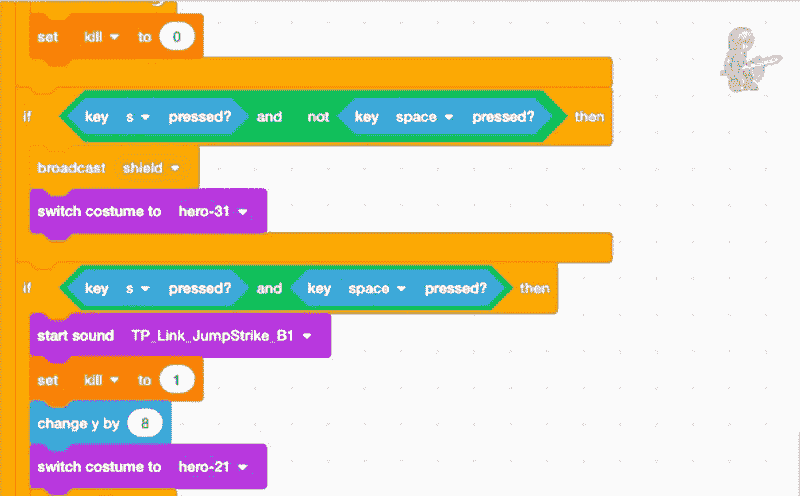 set kill to 0
if key s pressed? and not key space pressed? then
broadcast shield
switch costume to hero-31
if key s pressed? and key space pressed? then
start sound TP_Link_JumpStrike_B1
set kill to 1
change y by 8
switch costume to hero-21